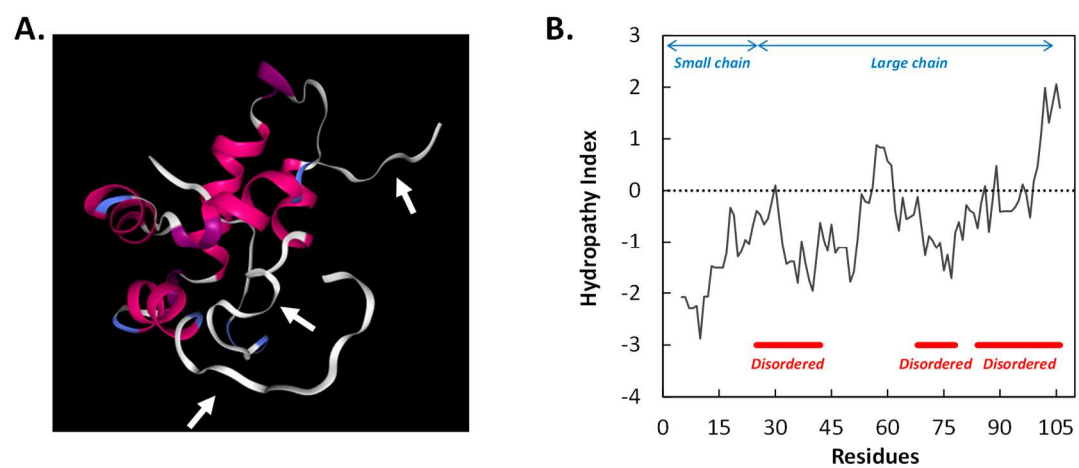 A.
B.
Hydropathy Index
3
2
1
0
-1
-2
-3
-4
Small chain
Large chain
Disordered
Disordered
Disordered
0
15
30
45
60
75
90
105
Residues